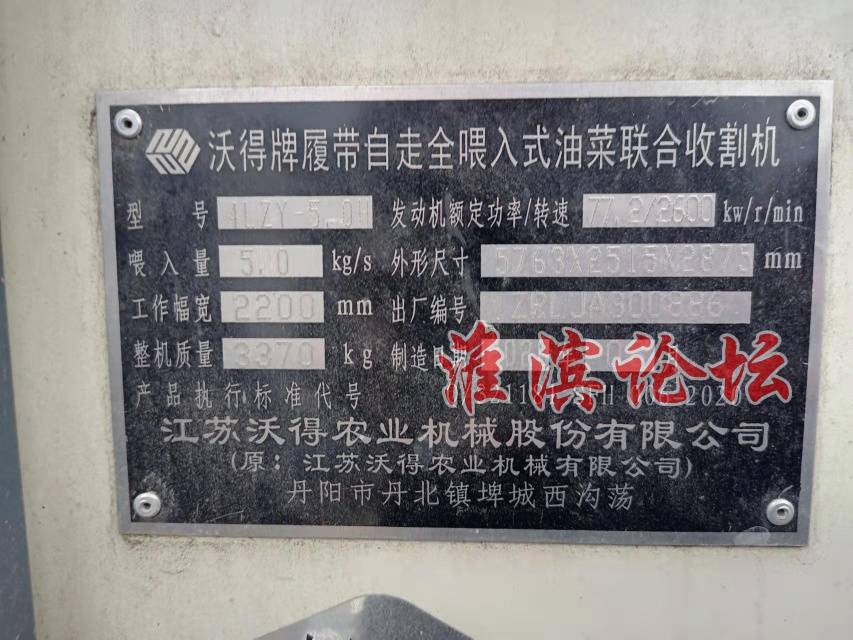 沃得牌履带自走全喂入式油菜联合收割机
型 号 4LZY-5.0 发动机额定功率/转速 77.2/2600 kw/r/min
喂入量 5.0 kg/s 外形尺寸 5763X2515X2875 mm
工作幅宽 2200 mm 出厂编号
整机质量 3370 kg 制造日期
淮滨论坛
产品执行标准代号
江苏沃得农业机械股份有限公司
(原：江苏沃得农业机械有限公司)
丹阳市丹北镇埤城西沟荡